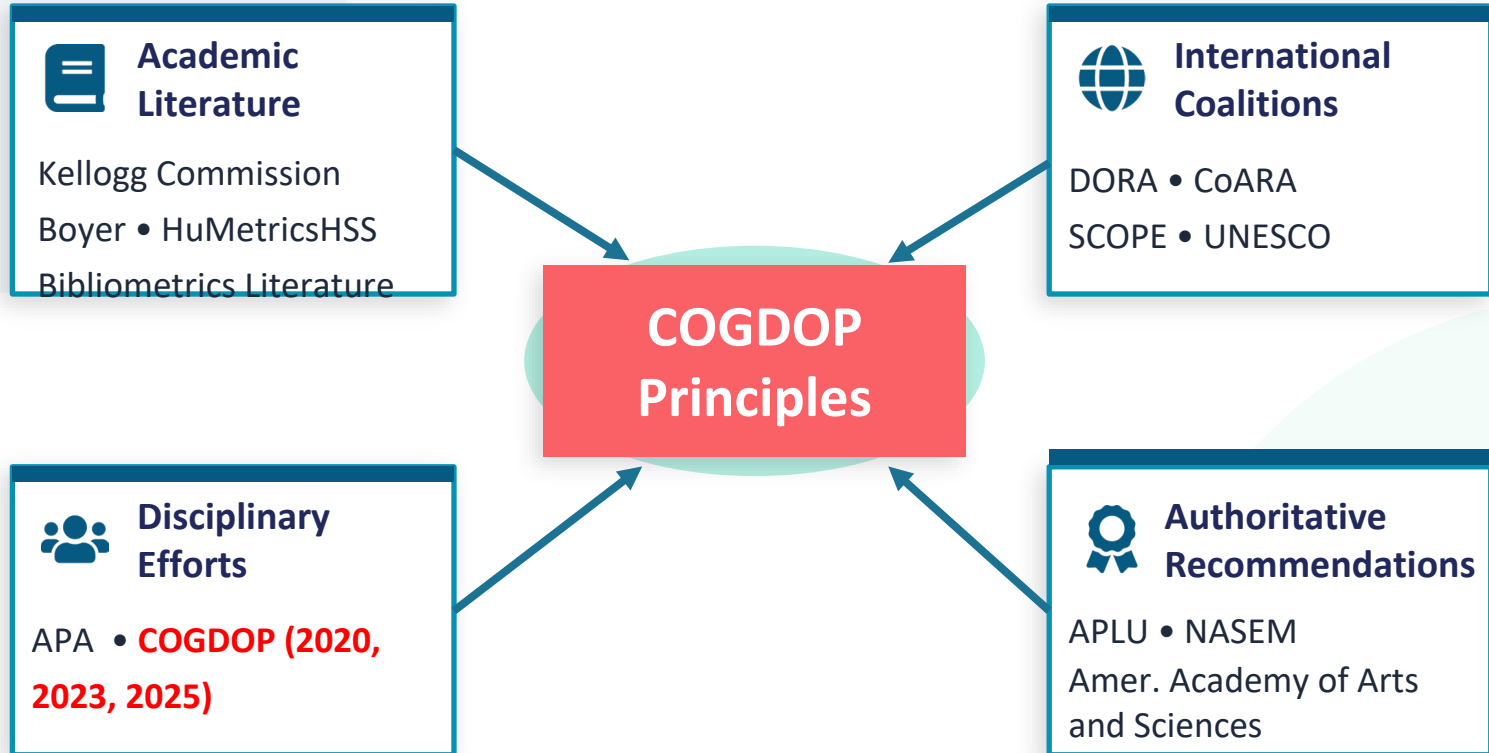 Academic
Literature
Kellogg Commission
Boyer • HuMetricsHSS
Bibliometrics Literature
International
Coalitions
DORA • CoARA
SCOPE • UNESCO
COGDOP
Principles
Disciplinary
Efforts
APA • COGDOP (2020,
2023, 2025)
Authoritative
Recommendations
APLU • NASEM
Amer. Academy of Arts
and Sciences